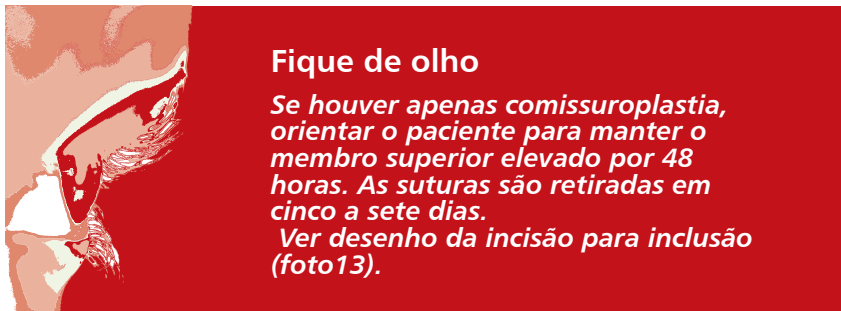 Fique de olho
Se houver apenas comissuroplastia,
orientar o paciente para manter o
membro superior elevado por 48
horas. As suturas são retiradas em
cinco a sete dias.
Ver desenho da incisão para inclusão
(foto13).